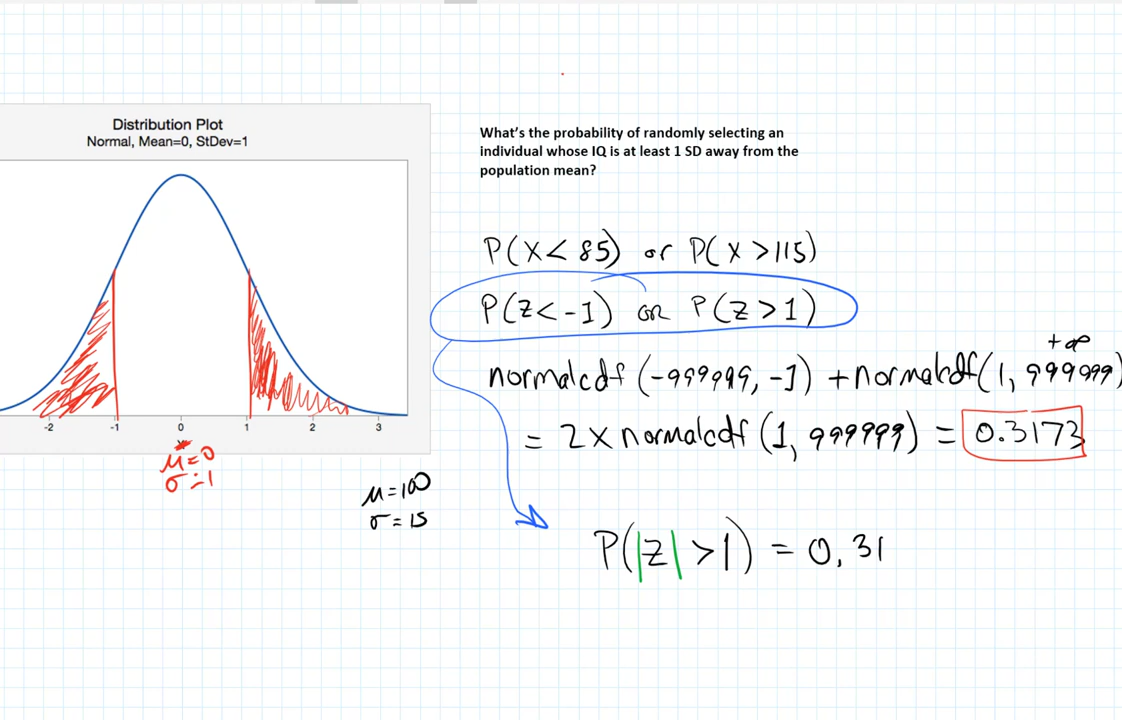 Distribution Plot
Normal, Mean=0, StDev=1
-2 -1 0 1 2 3
μ=0
σ=1
μ=100
σ=15
What's the probability of randomly selecting an
individual whose IQ is at least 1 SD away from the
population mean?
P(X<85) or P(X>115)
P(Z<-1) OR P(Z>1)
+∞
normalcdf(-999999,-1) +normalcdf(1,999999)
= 2x normalcdf(1,999999) = 0.3173
P(|Z|>1) = 0.31